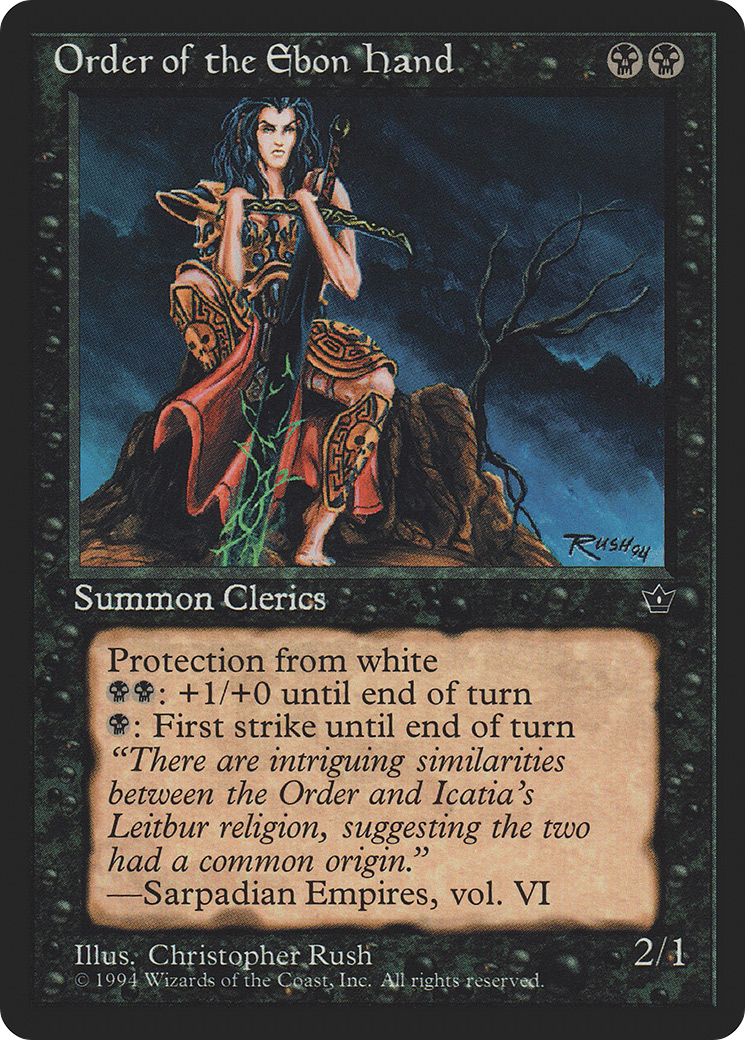 Order of the Ebon Hand
RUSH 94
Summon Clerics
Protection from white
: +1/+0 until end of turn
: First strike until end of turn
“There are intriguing similarities
between the Order and Icatia's
Leitbur religion, suggesting the two
had a common origin.”
—Sarpadian Empires, vol. VI
Illus. Christopher Rush
2/1
© 1994 Wizards of the Coast, Inc. All rights reserved.